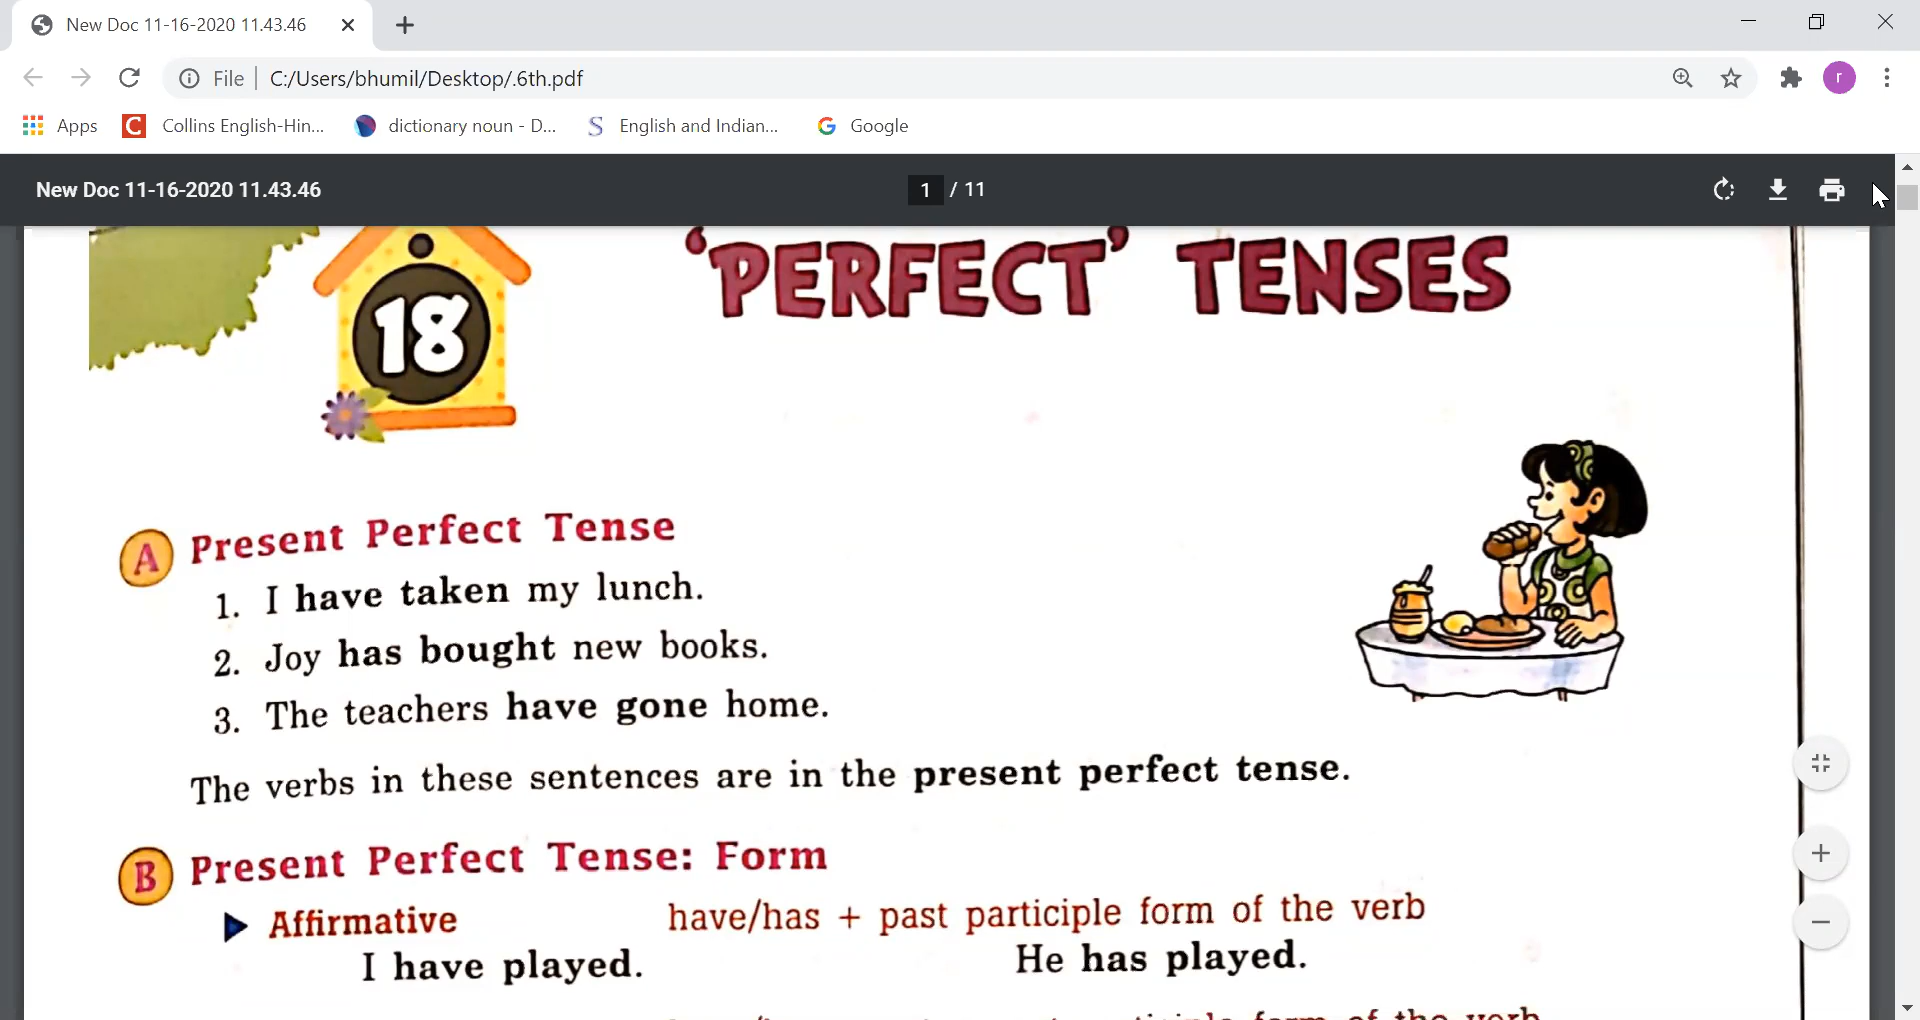 New Doc 11-16-2020 11.43.46
File C:/Users/bhumil/Desktop/.6th.pdf
r
Apps Collins English-Hin... dictionary noun - D... English and Indian... Google
New Doc 11-16-2020 11.43.46 1 / 11
18
'PERFECT' TENSES
A Present Perfect Tense
1. I have taken my lunch.
2. Joy has bought new books.
3. The teachers have gone home.
The verbs in these sentences are in the present perfect tense.
B Present Perfect Tense: Form
Affirmative have/has + past participle form of the verb
I have played. He has played.
form of the verb